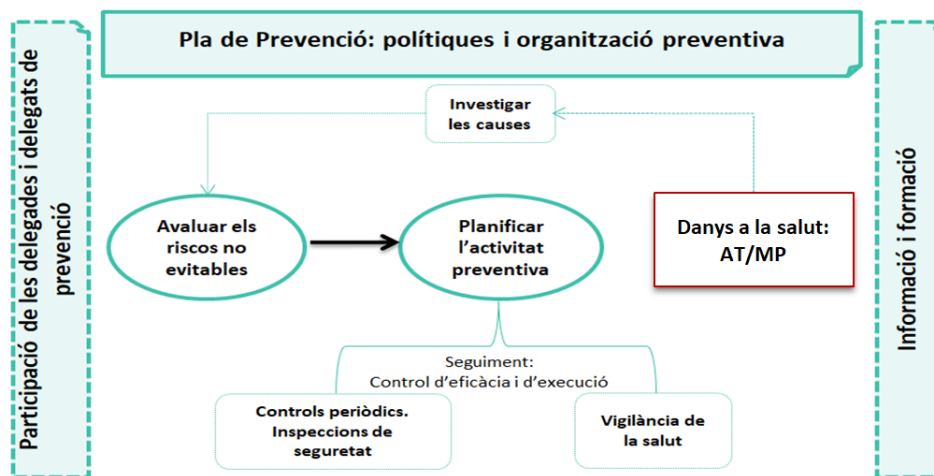 Pla de Prevenció: polítiques i organització preventiva
Participació de les delegades i delegats de
prevenció
Investigar
les causes
Avaluar els
riscos no
evitables
Planificar
l’activitat
preventiva
Danys a la salut:
AT/MP
Seguiment:
Control d’eficàcia i d’execució
Controls periòdics.
Inspeccions de
seguretat
Vigilància de
la salut
Informació i formació